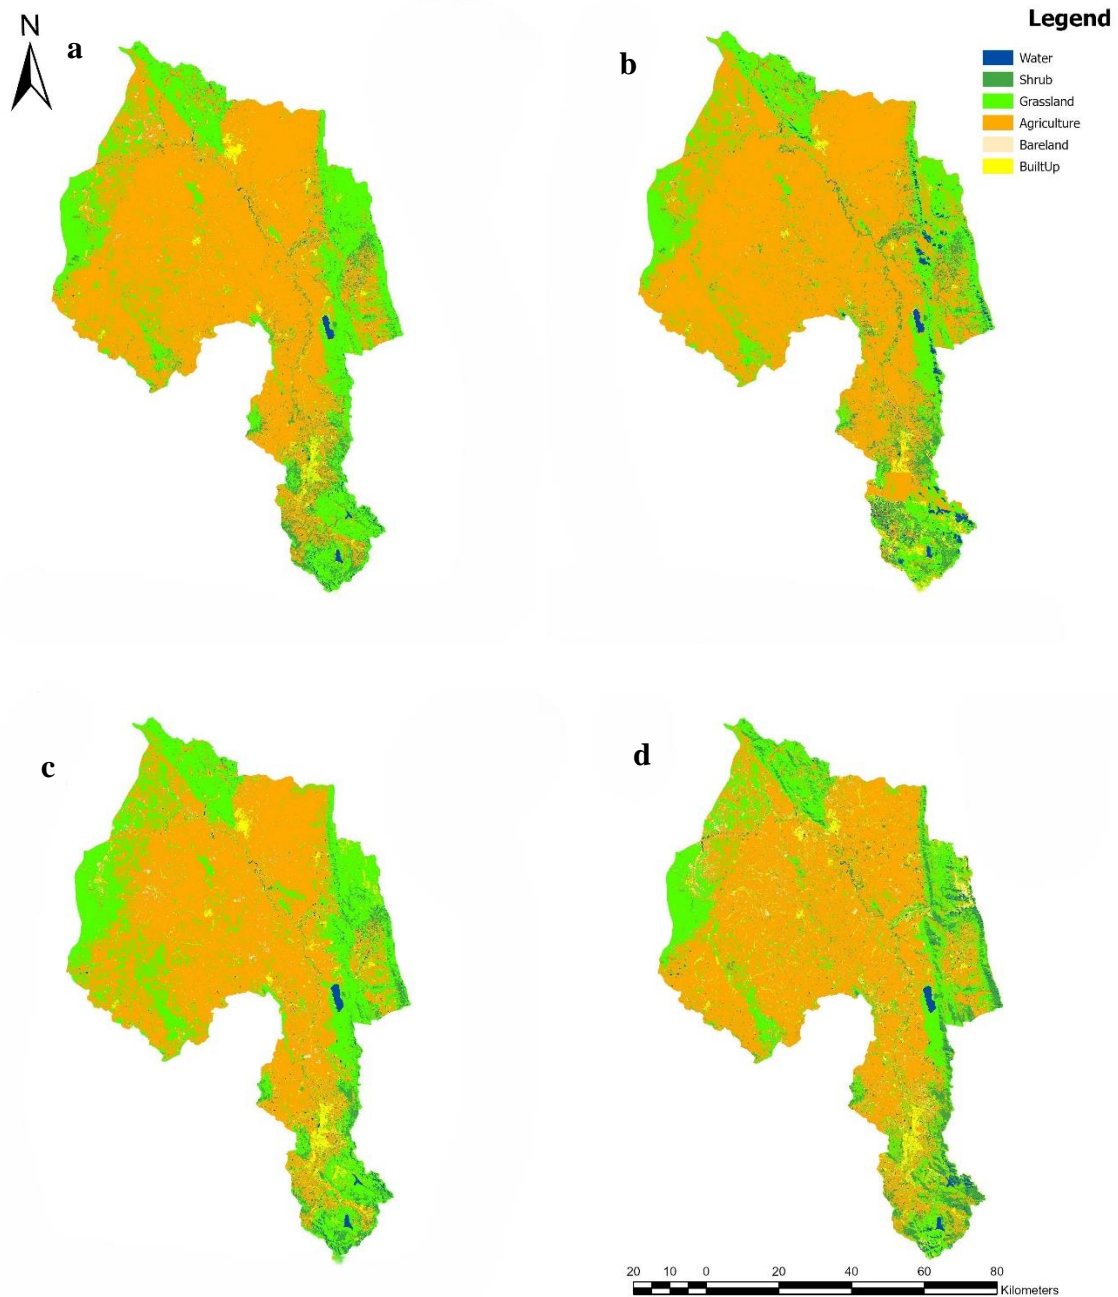 N
a
b
Legend
Water
Shrub
Grassland
Agriculture
Bareland
BuiltUp
c
d
20 10 0 20 40 60 80
Kilometers